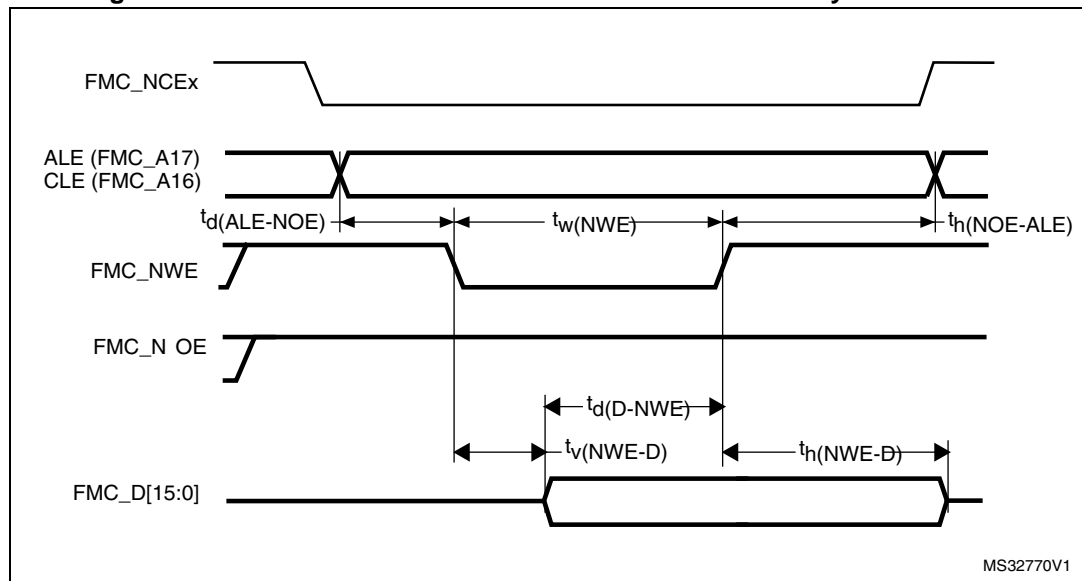 FMC_NCEx
ALE (FMC_A17)
CLE (FMC_A16)
td(ALE-NOE)
tw(NWE)
th(NOE-ALE)
FMC_NWE
FMC_N OE
td(D-NWE)
tv(NWE-D)
th(NWE-D)
FMC_D[15:0]
MS32770V1